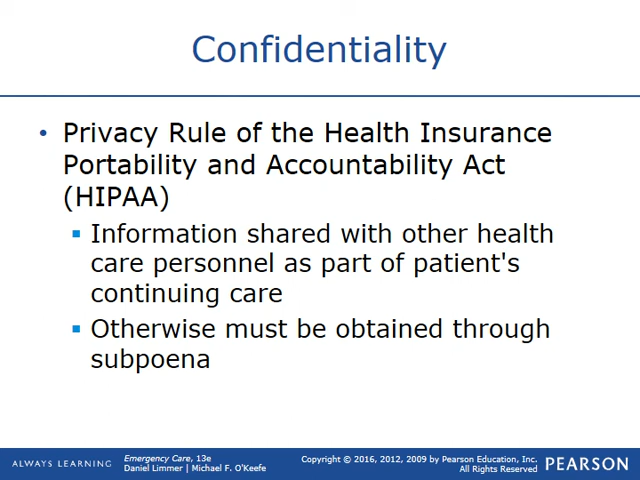 Confidentiality
• Privacy Rule of the Health Insurance
Portability and Accountability Act
(HIPAA)
▪ Information shared with other health
care personnel as part of patient's
continuing care
▪ Otherwise must be obtained through
subpoena
ALWAYS LEARNING
Emergency Care, 13e
Daniel Limmer | Michael F. O'Keefe
Copyright © 2016, 2012, 2009 by Pearson Education, Inc.
All Rights Reserved
PEARSON